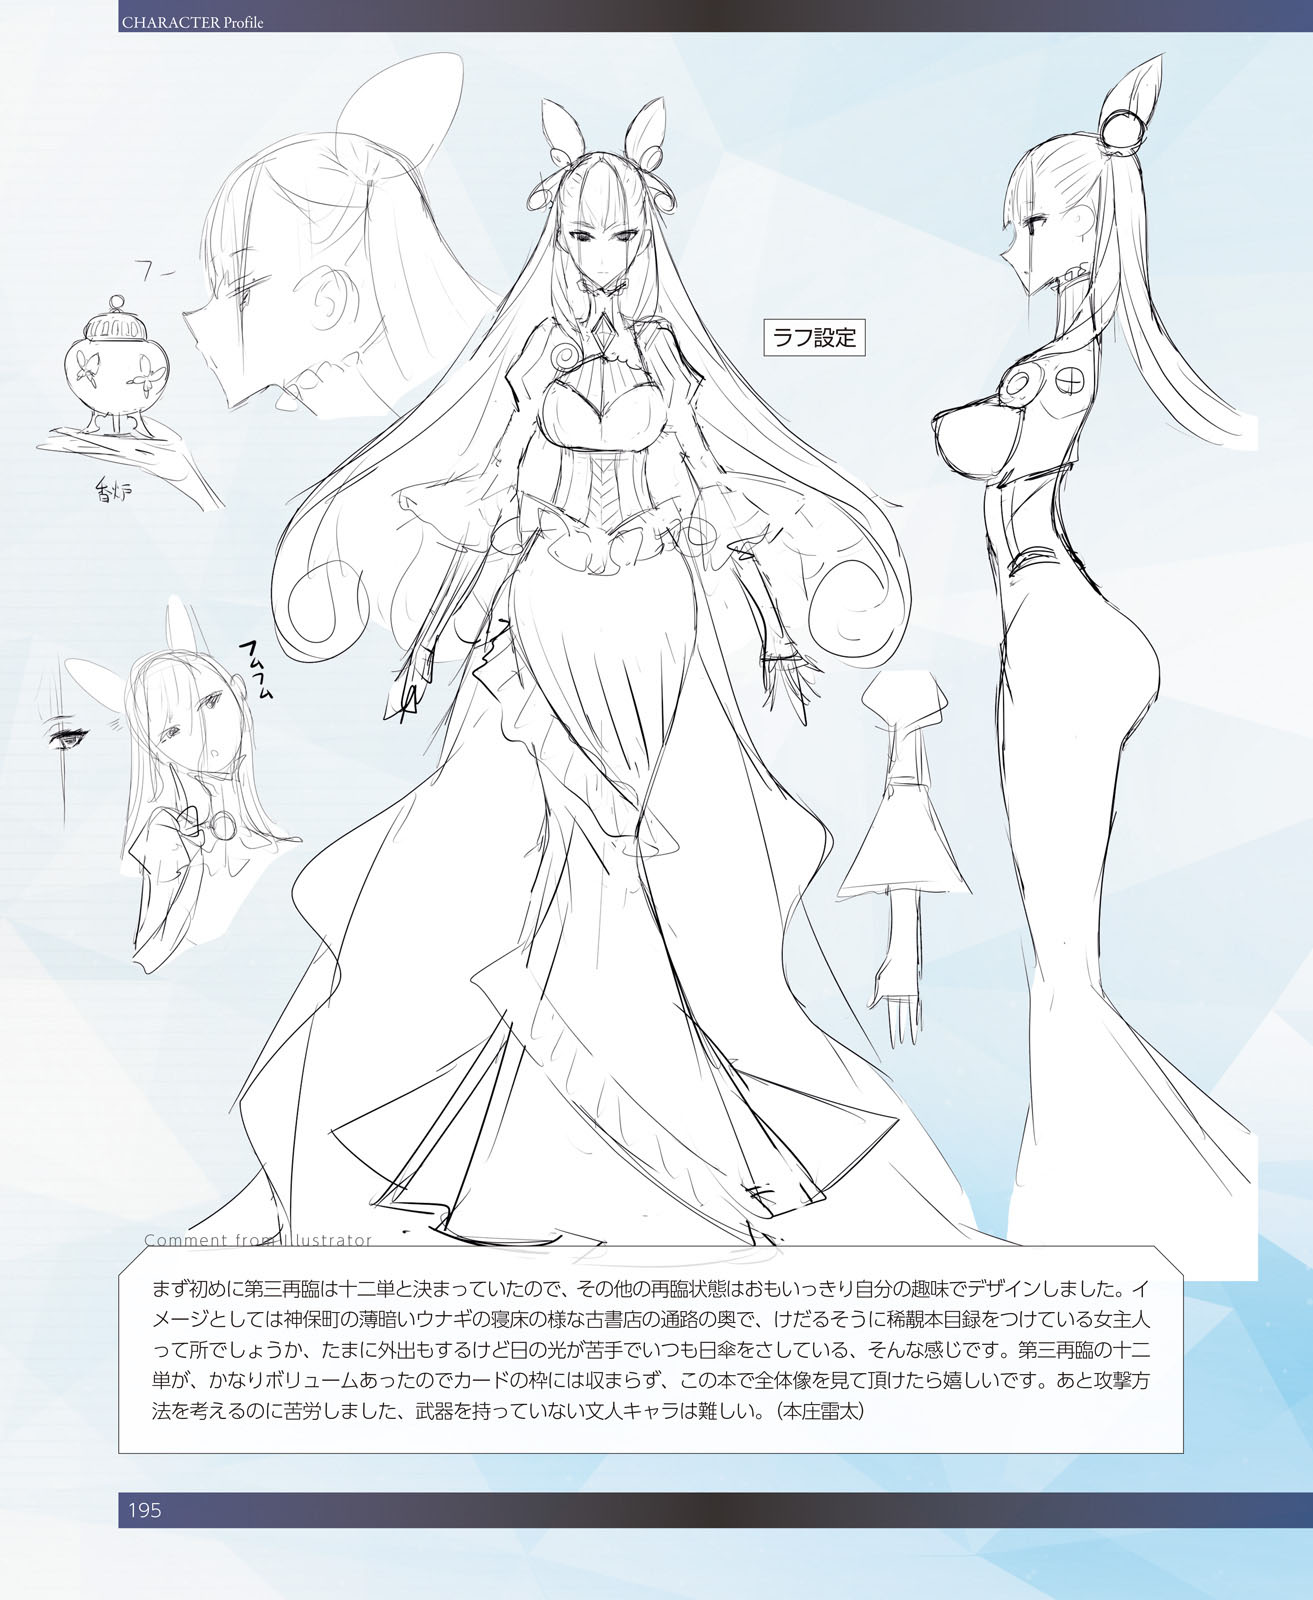 CHARACTER Profile
フー
ラフ設定
香炉
フムフム
Comment from Illustrator
まず初めに第三再臨は十二単と決まっていたので、その他の再臨状態はおもいっきり自分の趣味でデザインしました。イ
メージとしては神保町の薄暗いウナギの寝床の様な古書店の通路の奥で、けだるそうに稀覯本目録をつけている女主人
って所でしょうか、たまに外出もするけど日の光が苦手でいつも日傘をさしている、そんな感じです。第三再臨の十二
単が、かなりボリュームあったのでカードの枠には収まらず、この本で全体像を見て頂けたら嬉しいです。あと攻撃方
法を考えるのに苦労しました、武器を持っていない文人キャラは難しい。（本庄雷太）
195